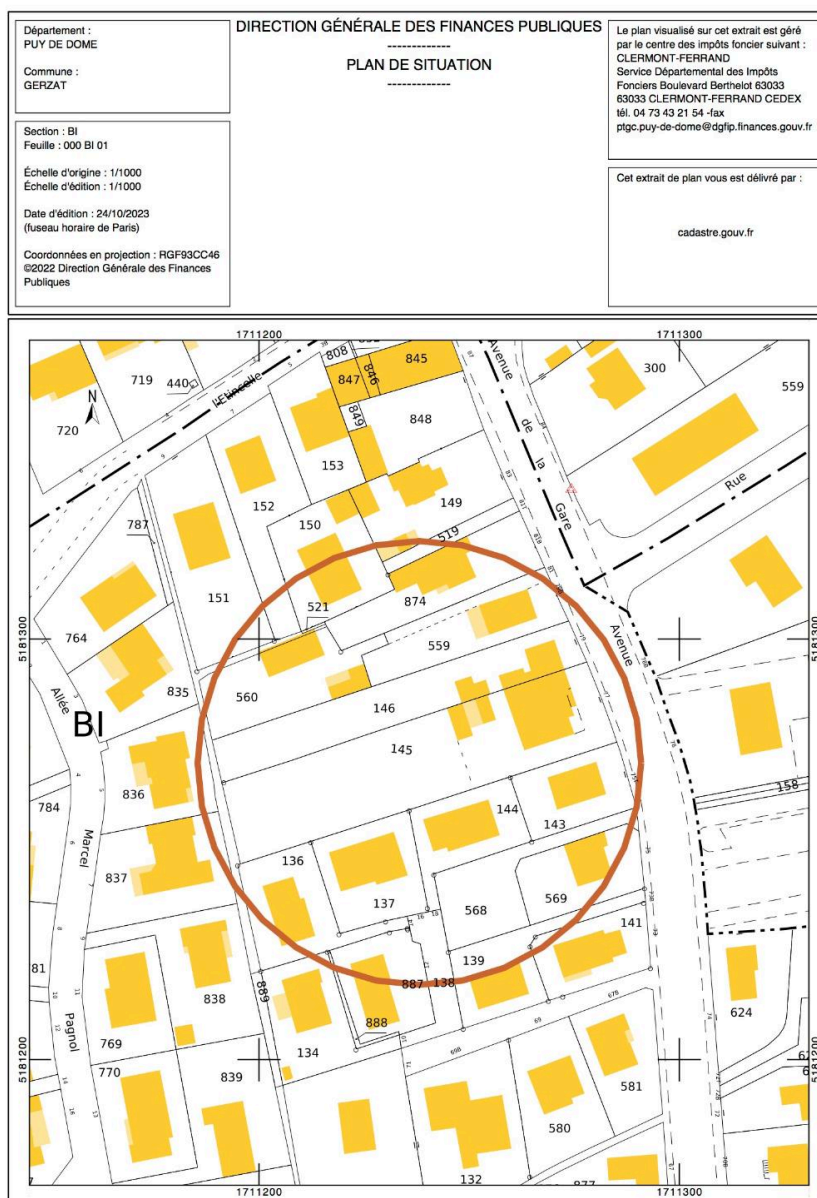 Département :
PUY DE DOME
Commune :
GERZAT
Section : BI
Feuille : 000 BI 01
Échelle d'origine : 1/1000
Échelle d'édition : 1/1000
Date d'édition : 24/10/2023
(fuseau horaire de Paris)
Coordonnées en projection : RGF93CC46
©2022 Direction Générale des Finances
Publiques
DIRECTION GÉNÉRALE DES FINANCES PUBLIQUES
-------------
PLAN DE SITUATION
-------------
Le plan visualisé sur cet extrait est géré
par le centre des impôts foncier suivant :
CLERMONT-FERRAND
Service Départemental des Impôts
Fonciers Boulevard Berthelot 63033
63033 CLERMONT-FERRAND CEDEX
tél. 04 73 43 21 54 -fax
ptgc.puy-de-dome@dgfip.finances.gouv.fr
Cet extrait de plan vous est délivré par :
cadastre.gouv.fr
1711200
1711300
719
440
l'Etincelle
808
847
846
845
Avenue
300
559
N
720
849
848
de
la
Gare
153
152
150
149
Rue
787
519
151
521
874
764
5181300
559
Avenue
5181300
Allée
835
560
BI
146
145
836
144
143
158
784
Marcel
136
837
137
568
569
141
139
81
838
889
887
138
Pagnol
888
624
769
134
5181200
770
839
581
5181200
580
132
877
1711200
1711300